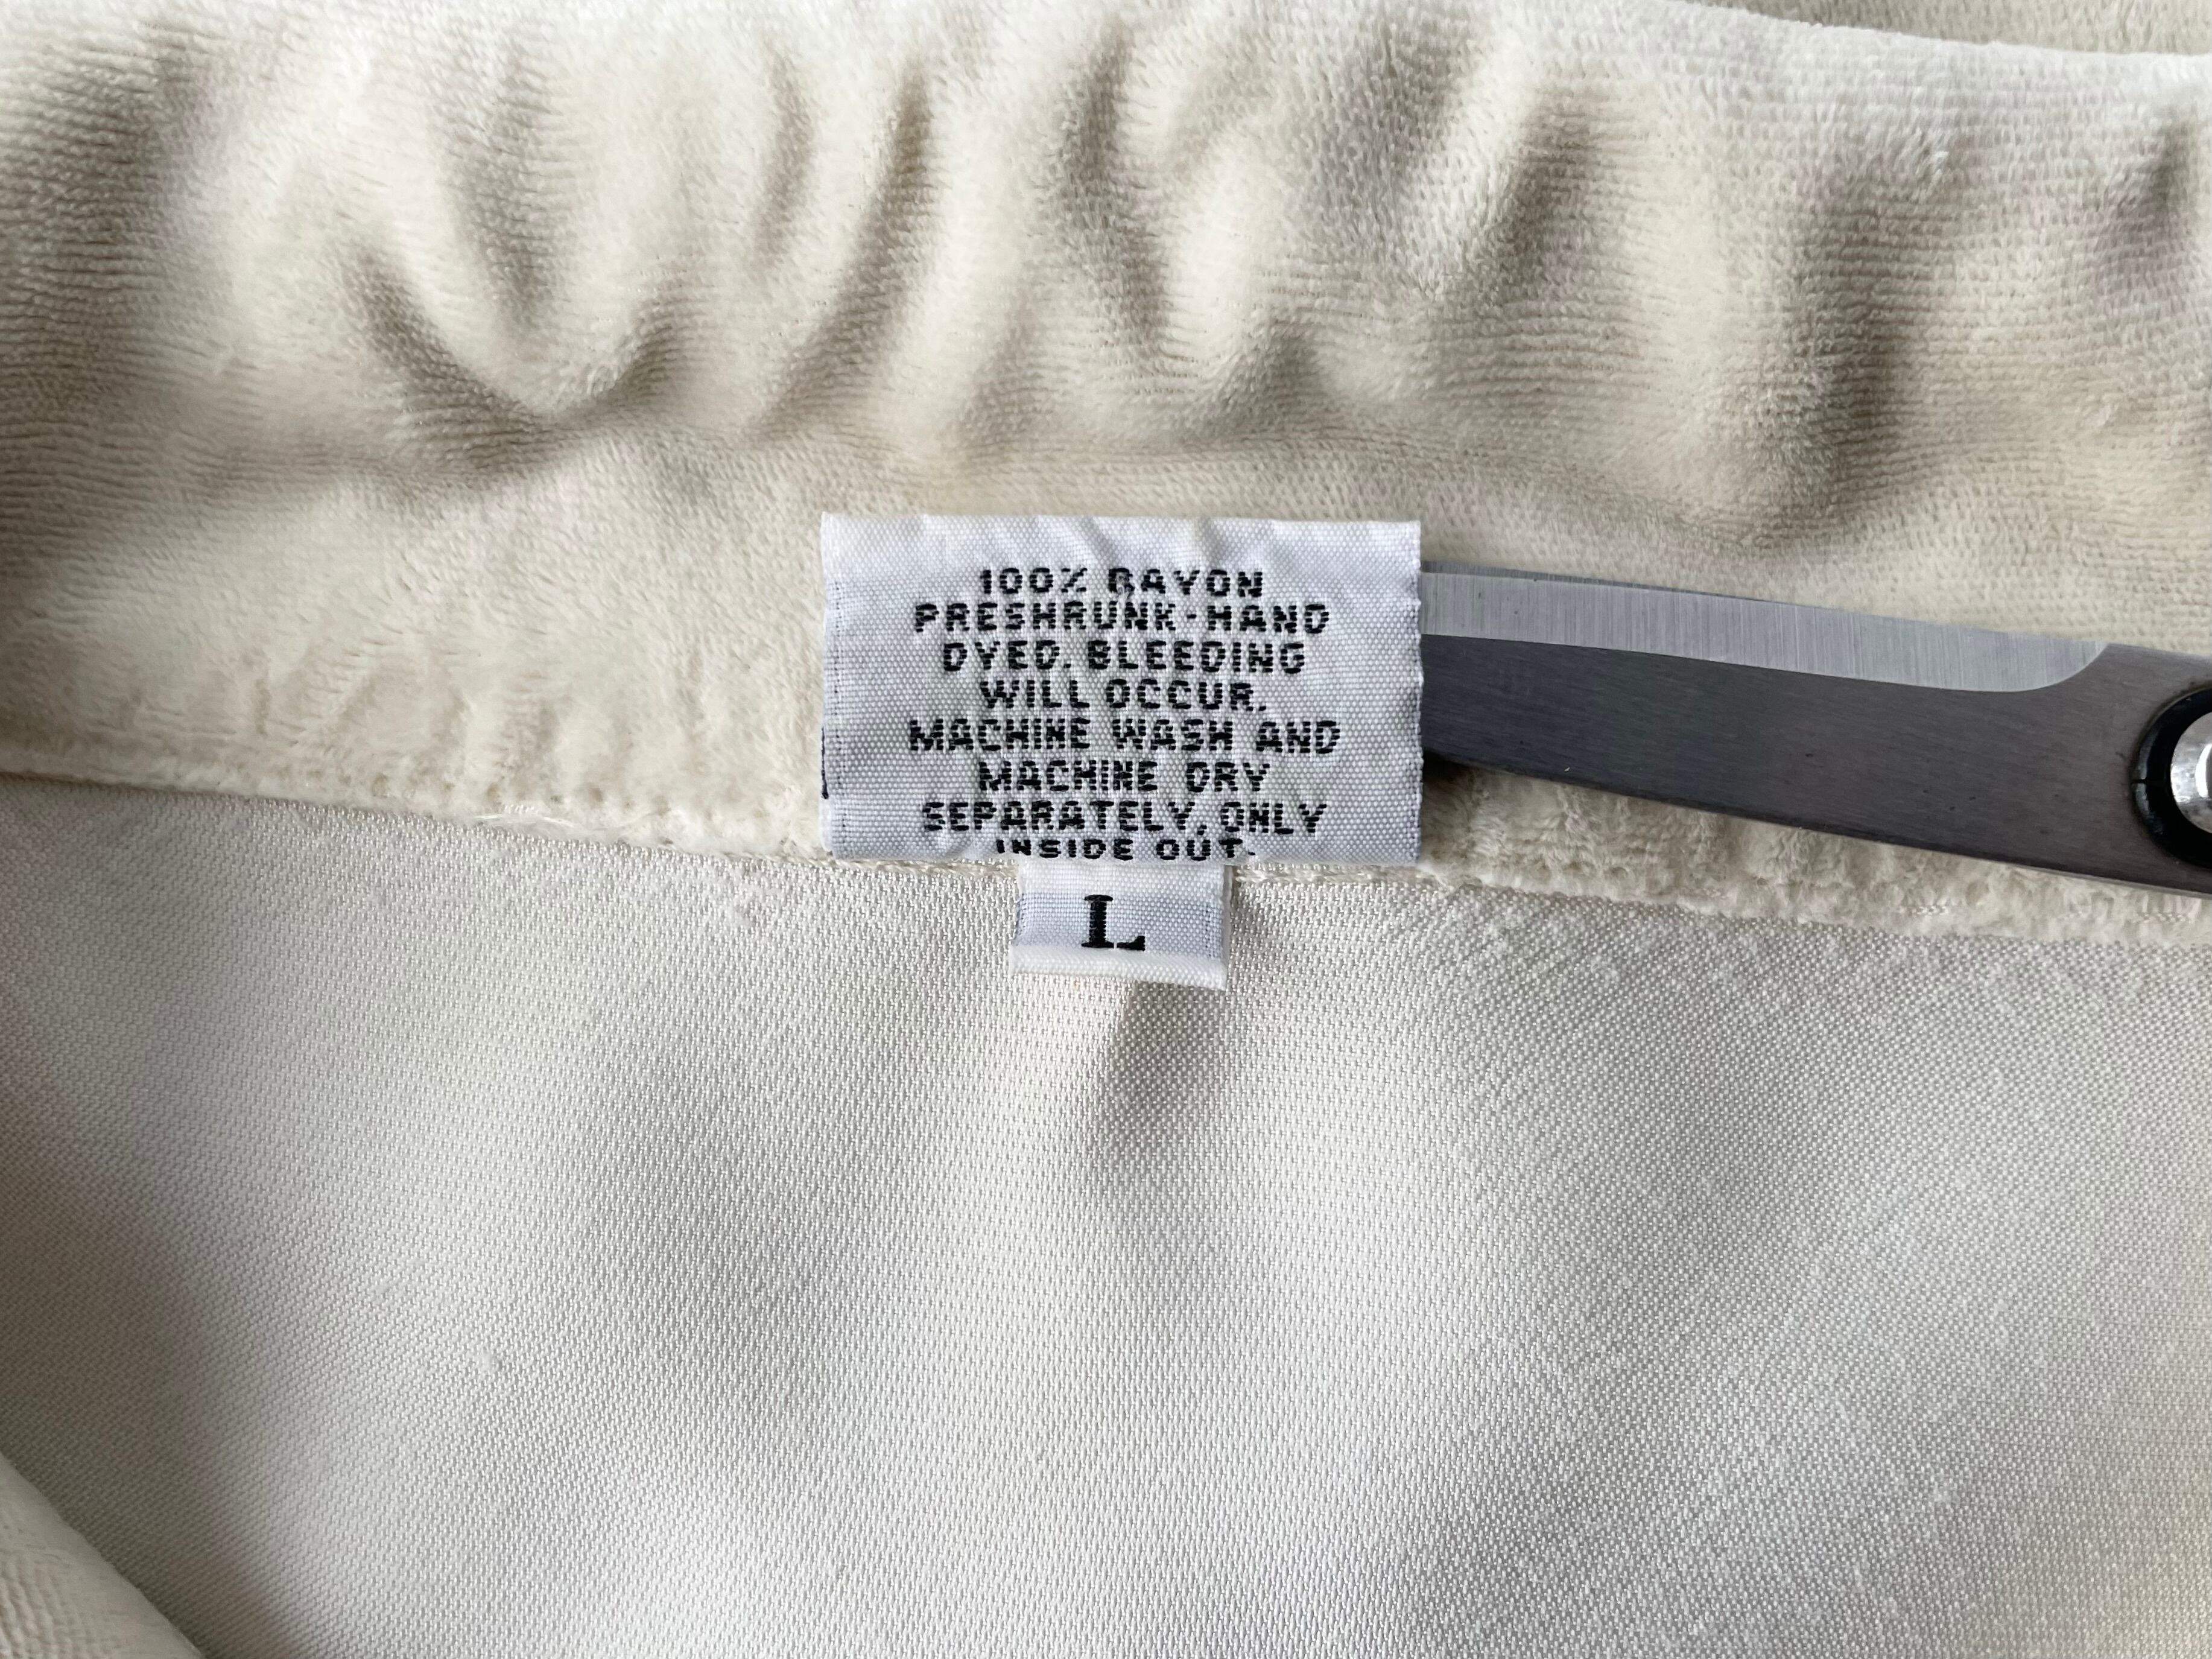 100% RAYON
PRESHRUNK-HAND
DYED. BLEEDING
WILL OCCUR.
MACHINE WASH AND
MACHINE DRY
SEPARATELY, ONLY
INSIDE OUT.
L